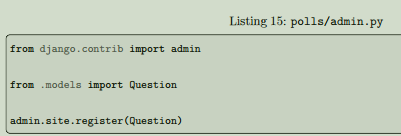 Listing 15: polls/admin.py
from django.contrib import admin
from .models import Question
admin.site.register(Question)